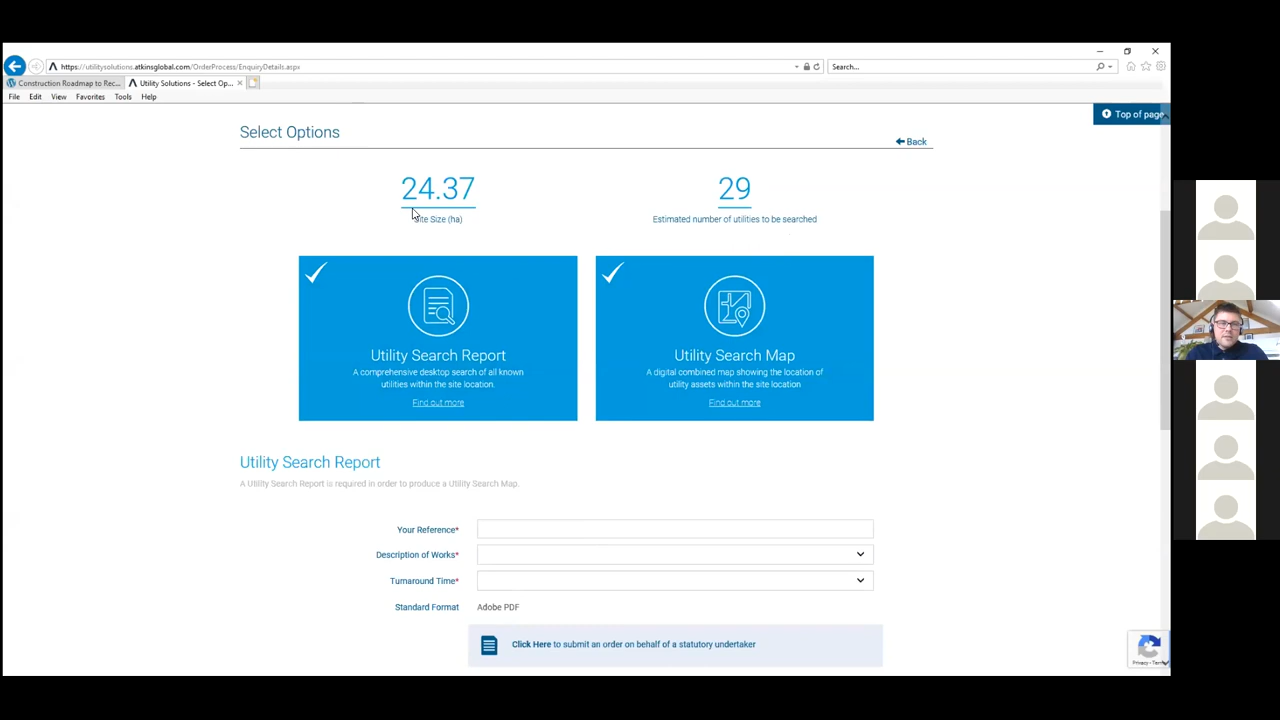 https://utilitysolutions.atkinsglobal.com/OrderProcess/EnquiryDetails.aspx
Search...
Construction Roadmap to Rec...
Utility Solutions - Select Op...
File Edit View Favorites Tools Help
Top of page
Select Options
Back
24.37
Site Size (ha)
29
Estimated number of utilities to be searched
Utility Search Report
A comprehensive desktop search of all known
utilities within the site location.
Find out more
Utility Search Map
A digital combined map showing the location of
utility assets within the site location
Find out more
Utility Search Report
A Utility Search Report is required in order to produce a Utility Search Map.
Your Reference*
Description of Works*
Turnaround Time*
Standard Format Adobe PDF
Click Here to submit an order on behalf of a statutory undertaker